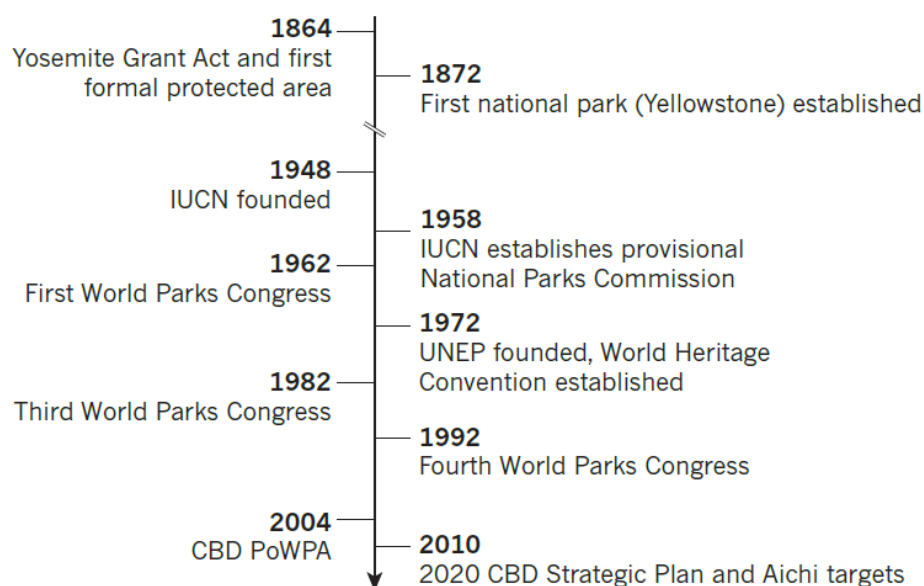 1864
Yosemite Grant Act and first
formal protected area
1872
First national park (Yellowstone) established
1948
IUCN founded
1958
IUCN establishes provisional
National Parks Commission
1962
First World Parks Congress
1972
UNEP founded, World Heritage
Convention established
1982
Third World Parks Congress
1992
Fourth World Parks Congress
2004
CBD PoWPA
2010
2020 CBD Strategic Plan and Aichi targets